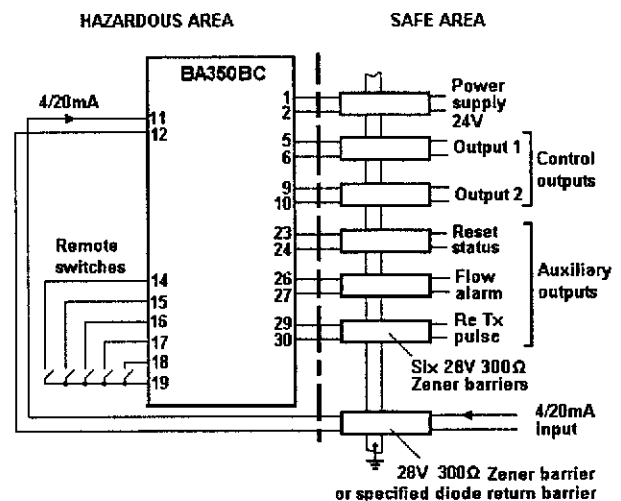 HAZARDOUS AREA
SAFE AREA
BA350BC
4/20mA
11
12
1
2
Power
supply
24V
5
6
Output 1
9
10
Output 2
Control
outputs
23
24
Reset
status
Remote
switches
14
15
16
17
18
19
26
27
Flow
alarm
Auxiliary
outputs
29
30
Re Tx
pulse
Six 28V 300Ω
Zener barriers
4/20mA
input
28V 300Ω Zener barrier
or specified diode return barrier